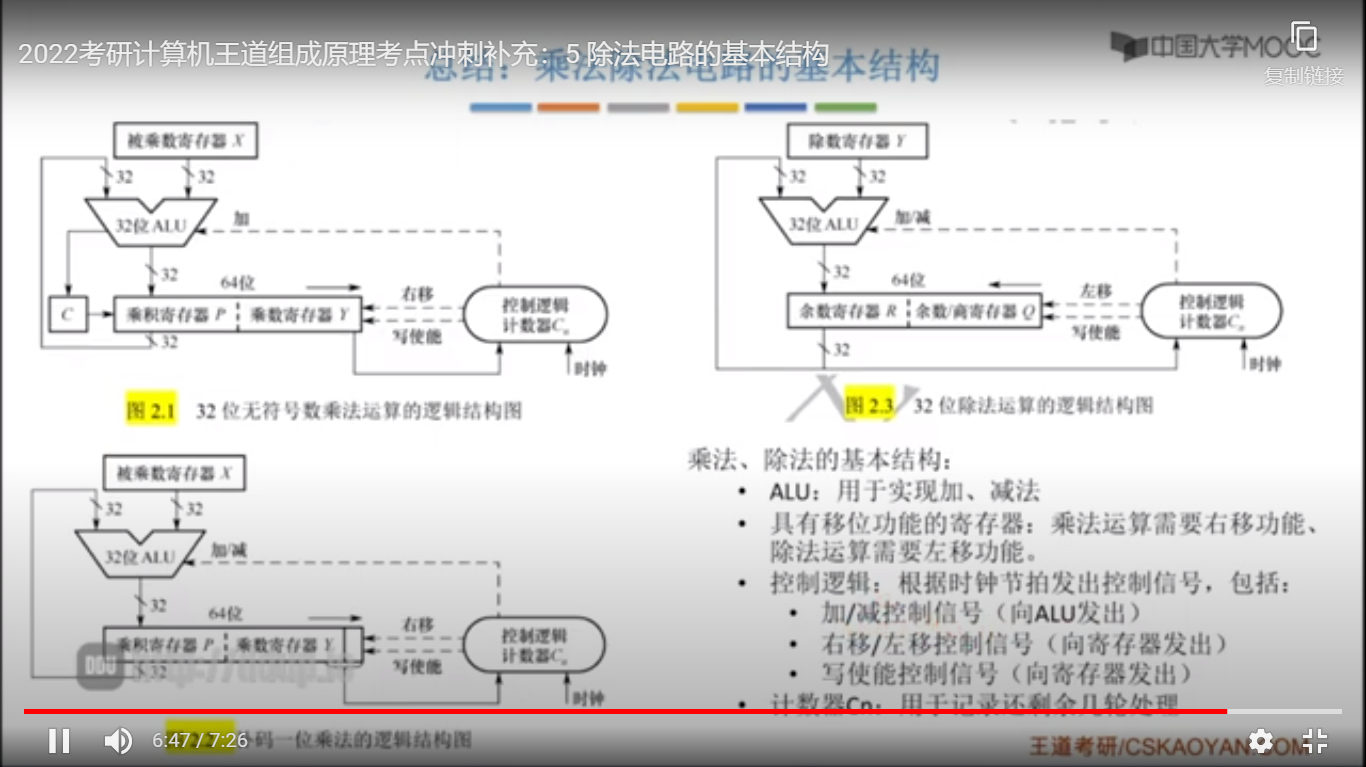 2022考研计算机王道组成原理考点冲刺补充：5 除法电路的基本结构
总结：乘法除法电路的基本结构
中国大学MOOC
复制链接
被乘数寄存器 X
32
32
32位 ALU
加
32
64位
C
乘积寄存器 P
乘数寄存器 Y
右移
写使能
控制逻辑
计数器Cn
32
时钟
图 2.1 32 位无符号数乘法运算的逻辑结构图
除数寄存器 Y
32
32
32位 ALU
加/减
32
64位
余数寄存器 R
余数/商寄存器 Q
左移
写使能
控制逻辑
计数器Cn
32
时钟
图 2.3 32 位除法运算的逻辑结构图
被乘数寄存器 X
32
32
32位 ALU
加/减
32
64位
乘积寄存器 P
乘数寄存器 Y
右移
写使能
控制逻辑
计数器Cn
32
时钟
码一位乘法的逻辑结构图
乘法、除法的基本结构：
• ALU：用于实现加、减法
• 具有移位功能的寄存器：乘法运算需要右移功能、
除法运算需要左移功能。
• 控制逻辑：根据时钟节拍发出控制信号，包括：
• 加/减控制信号（向ALU发出）
• 右移/左移控制信号（向寄存器发出）
• 写使能控制信号（向寄存器发出）
• 计数器Cn：用于记录还剩余几轮处理
6:47 / 7:26
王道考研/CSKAOYAN.COM